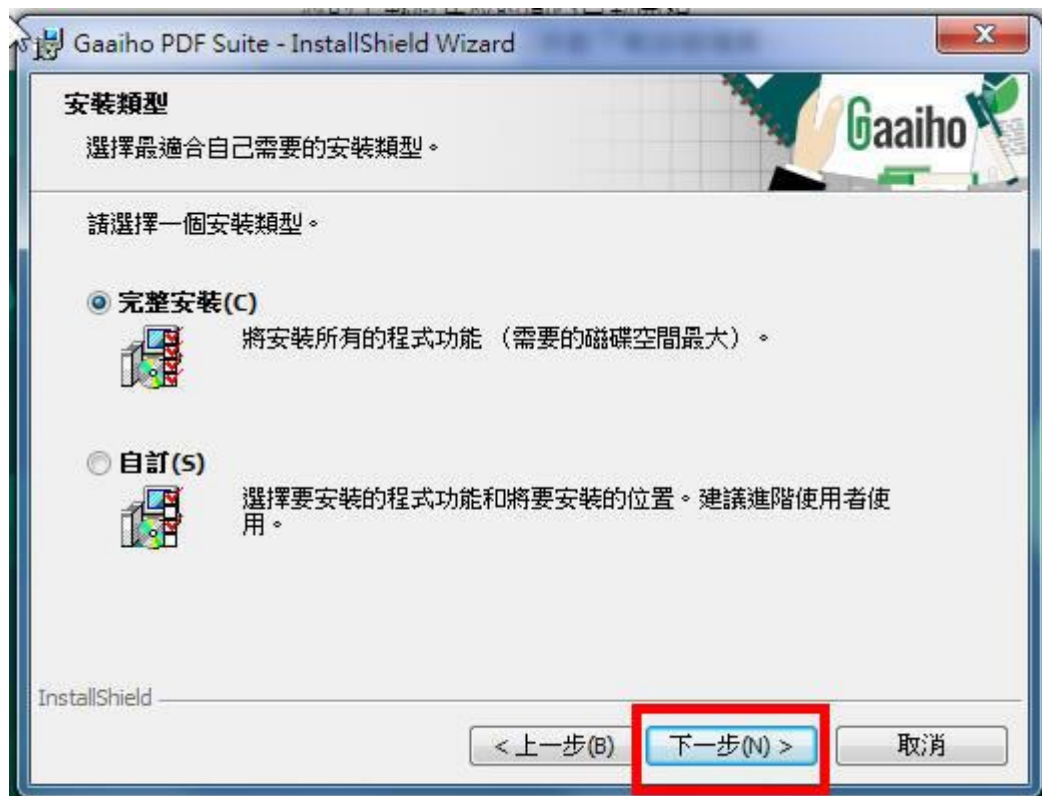 Gaaiho PDF Suite - InstallShield Wizard
安裝類型
選擇最適合自己需要的安裝類型。
Gaaiho
請選擇一個安裝類型。
完整安裝(C)
將安裝所有的程式功能 （需要的磁碟空間最大）。
自訂(S)
選擇要安裝的程式功能和將要安裝的位置。建議進階使用者使
用。
InstallShield
< 上一步(B)
下一步(N) >
取消